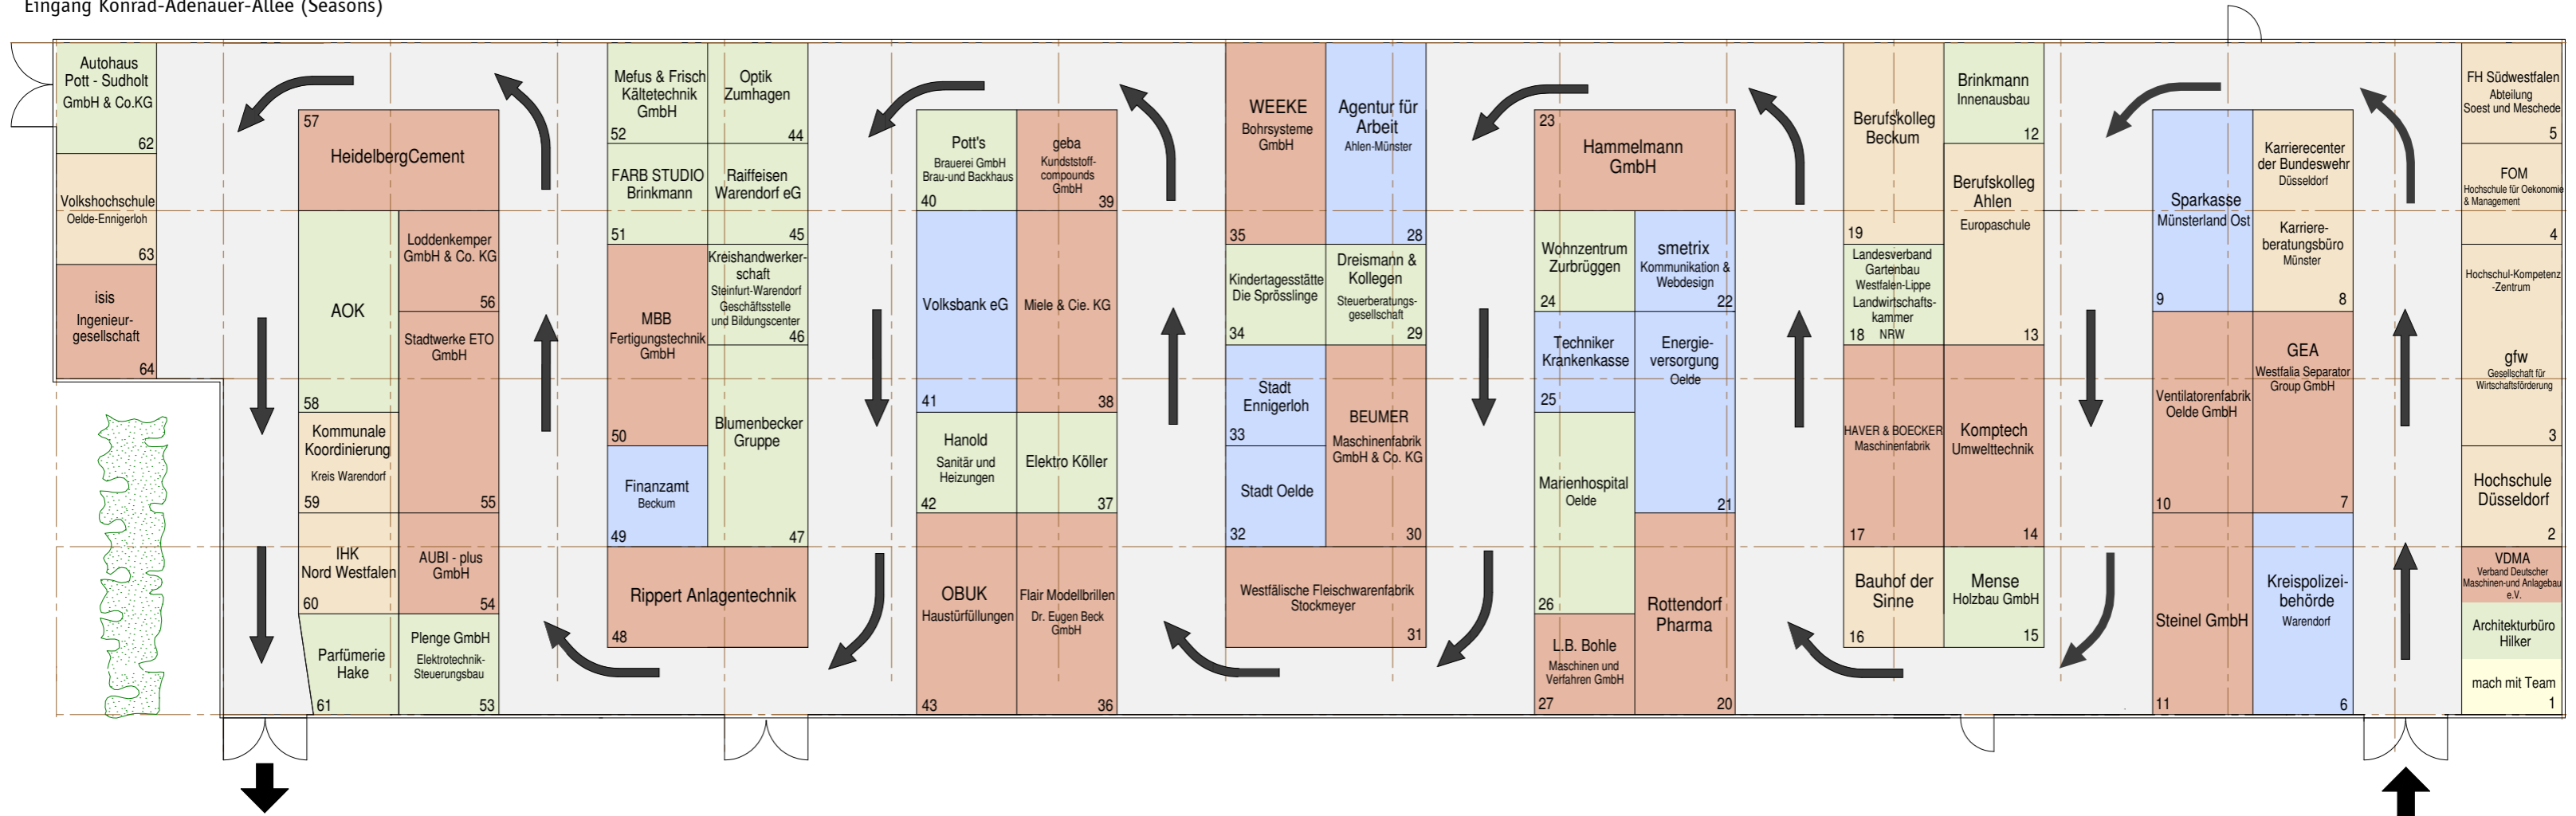 Eingang Konrad-Adenauer-Allee (Seasons)
Autohaus
Pott - Sudholt
GmbH & Co.KG
62
Volkshochschule
Oelde-Ennigerloh
63
isis
Ingenieur-
gesellschaft
64
57
HeidelbergCement
AOK
58
Loddenkemper
GmbH & Co. KG
56
Stadtwerke ETO
GmbH
55
Kommunale
Koordinierung
Kreis Warendorf
59
IHK
Nord Westfalen
60
AUBI - plus
GmbH
54
Parfümerie
Hake
61
Plenge GmbH
Elektrotechnik-
Steuerungsbau
53
Mefus & Frisch
Kältetechnik
GmbH
52
Optik
Zumhagen
44
FARB STUDIO
Brinkmann
51
Raiffeisen
Warendorf eG
45
MBB
Fertigungstechnik
GmbH
50
Kreishandwerker-
schaft
Steinfurt-Warendorf
Geschäftsstelle
und Bildungscenter
46
Finanzamt
Beckum
49
Blumenbecker
Gruppe
47
Rippert Anlagentechnik
48
Pott's
Brauerei GmbH
Brau-und Backhaus
40
geba
Kundststoff-
compounds
GmbH
39
Volksbank eG
41
Miele & Cie. KG
38
Hanold
Sanitär und
Heizungen
42
Elektro Köller
37
OBUK
Haustürfüllungen
43
Flair Modellbrillen
Dr. Eugen Beck
GmbH
36
WEEKE
Bohrsysteme
GmbH
35
Agentur für
Arbeit
Ahlen-Münster
28
Kindertagesstätte
Die Sprösslinge
34
Dreismann &
Kollegen
Steuerberatungs-
gesellschaft
29
Stadt
Ennigerloh
33
Stadt Oelde
32
BEUMER
Maschinenfabrik
GmbH & Co. KG
30
Westfälische Fleischwarenfabrik
Stockmeyer
31
23
Hammelmann
GmbH
Wohnzentrum
Zurbrüggen
24
smetrix
Kommunikation &
Webdesign
22
Techniker
Krankenkasse
25
Energie-
versorgung
Oelde
21
Marienhospital
Oelde
26
L.B. Bohle
Maschinen und
Verfahren GmbH
27
Rottendorf
Pharma
20
Berufskolleg
Beckum
19
Brinkmann
Innenausbau
12
Landesverband
Gartenbau
Westfalen-Lippe
Landwirtschafts-
kammer
NRW
18
Berufskolleg
Ahlen
Europaschule
13
HAVER & BOECKER
Maschinenfabrik
17
Komptech
Umwelttechnik
14
Bauhof der
Sinne
16
Mense
Holzbau GmbH
15
Sparkasse
Münsterland Ost
9
Karrierecenter
der Bundeswehr
Düsseldorf
Karriere-
beratungsbüro
Münster
8
Ventilatorenfabrik
Oelde GmbH
10
GEA
Westfalia Separator
Group GmbH
7
Steinel GmbH
11
Kreispolizei-
behörde
Warendorf
6
FH Südwestfalen
Abteilung
Soest und Meschede
5
FOM
Hochschule für Oekonomie
& Management
4
Hochschul-Kompetenz
-Zentrum
gfw
Gesellschaft für
Wirtschaftsförderung
3
Hochschule
Düsseldorf
2
VDMA
Verband Deutscher
Maschinen-und Anlagebau
e.V.
Architekturbüro
Hilker
mach mit Team
1